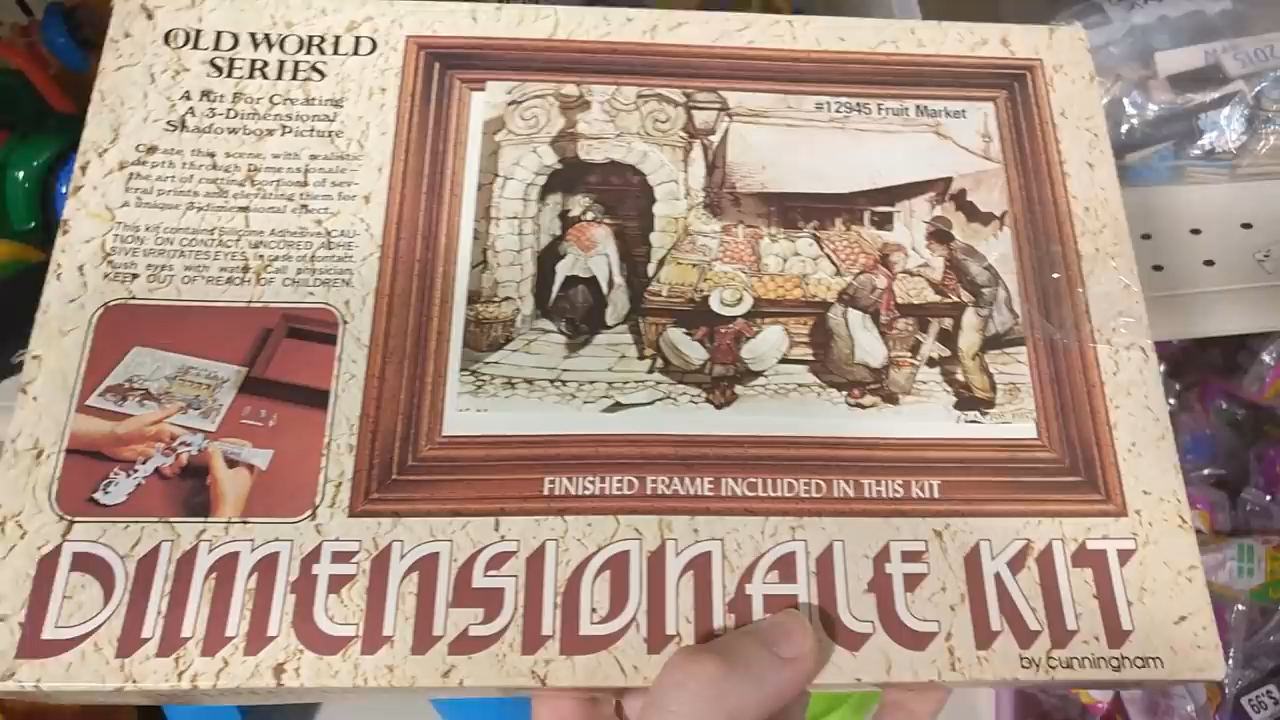 OLD WORLD
SERIES
A Kit For Creating
A 3-Dimensional
Shadowbox Picture
Create this scene, with realistic
depth through Dimensionale—
the art of cutting portions of sev-
eral prints and elevating them for
a unique 3-dimensional effect.
This kit contains Silicone Adhesive. CAU-
TION: ON CONTACT, UNCURED ADHE-
SIVE IRRITATES EYES. In case of contact,
flush eyes with water. Call physician.
KEEP OUT OF REACH OF CHILDREN.
#12945 Fruit Market
FINISHED FRAME INCLUDED IN THIS KIT
DIMENSIONALE KIT
by cunningham